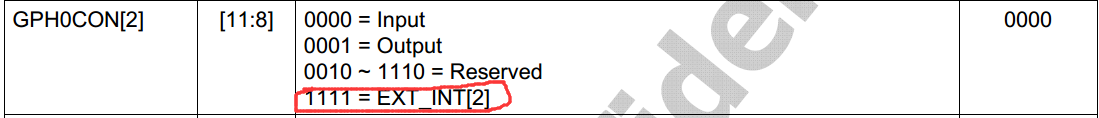 GPH0CON[2] [11:8] 0000 = Input 0000
0001 = Output
0010 ~ 1110 = Reserved
1111 = EXT_INT[2]